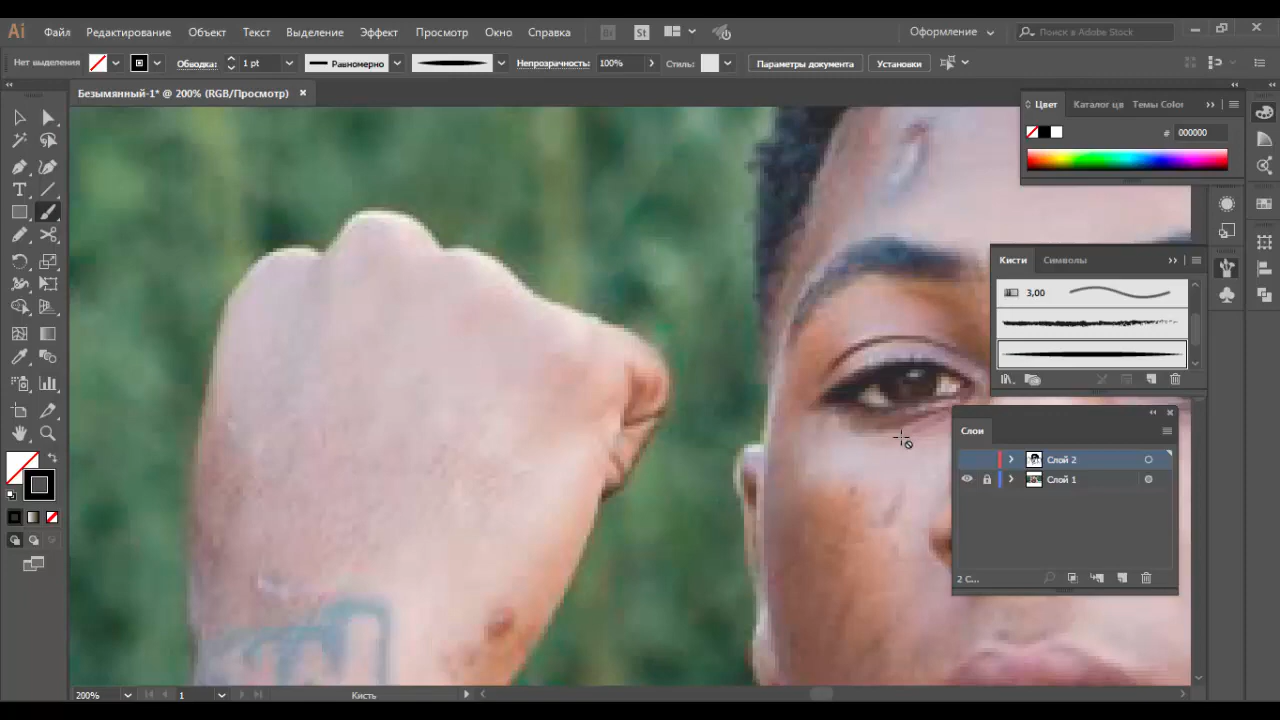 Ai Файл Редактирование Объект Текст Выделение Эффект Просмотр Окно Справка Br St Оформление Поиск в Adobe Stock
Нет выделения Обводка: 1 pt Равномерно Непрозрачность: 100% Стиль: Параметры документа Установки
Безымянный-1* @ 200% (RGB/Просмотр) ×
Цвет Каталог цв Темы Color
# 000000
Кисти Символы
3,00
Слои
Слой 2
Слой 1
2 С...
200% 1 Кисть